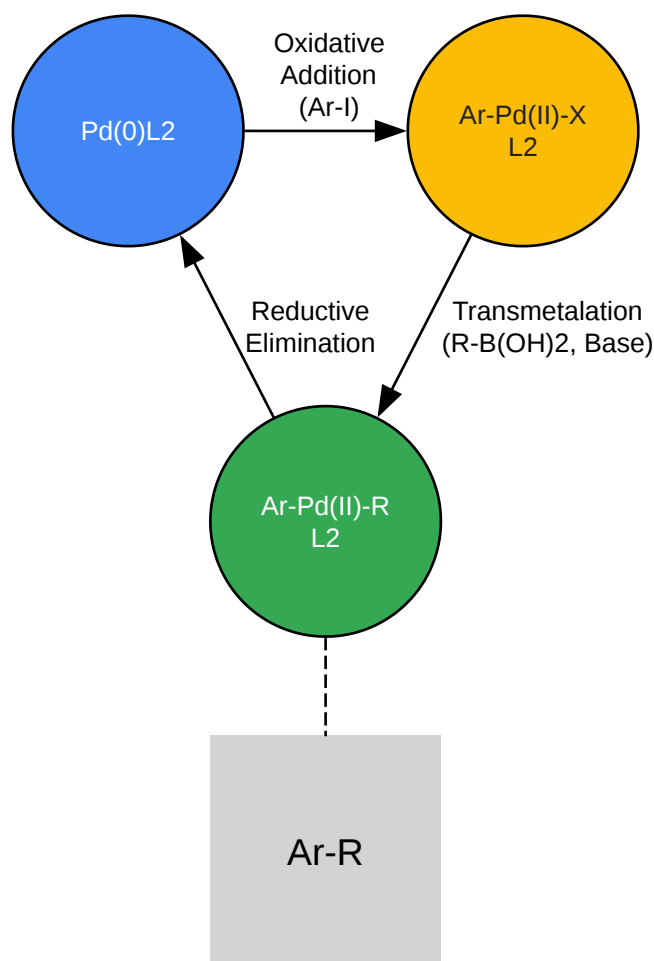 Oxidative
Addition
(Ar-I)
Pd(0)L2
Ar-Pd(II)-X
L2
Reductive
Elimination
Transmetalation
(R-B(OH)2, Base)
Ar-Pd(II)-R
L2
Ar-R